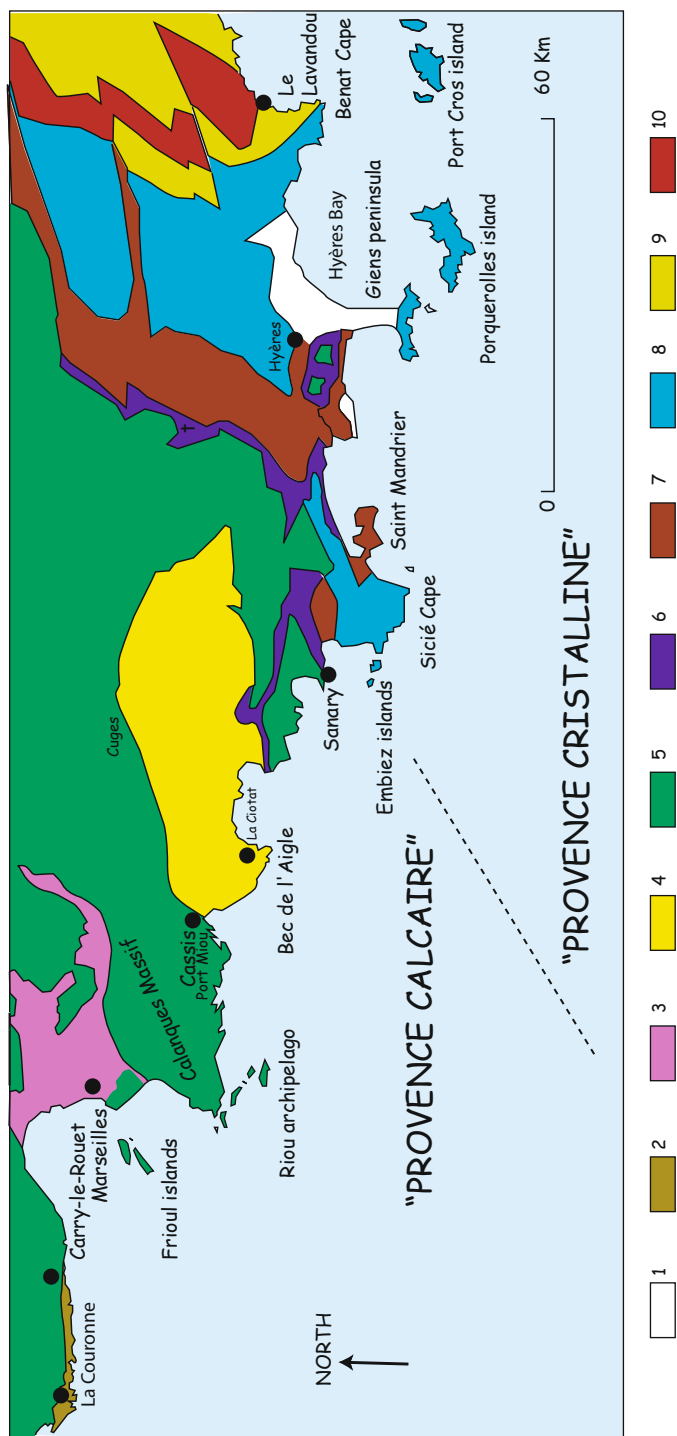 La Couronne
Carry-le-Rouet
Marseilles
Frioul islands
Calanques Massif
Riou archipelago
Cassis
Port Miou
Cuges
La Ciotat
Bec de l' Aigle
Sanary
Embiez islands
Sicié Cape
Saint Mandrier
Hyères
Hyères Bay
Giens peninsula
Porquerolles island
Port Cros island
Le
Lavandou
Benat Cape
"PROVENCE CALCAIRE"
"PROVENCE CRISTALLINE"
NORTH
0 60 Km
1 2 3 4 5 6 7 8 9 10